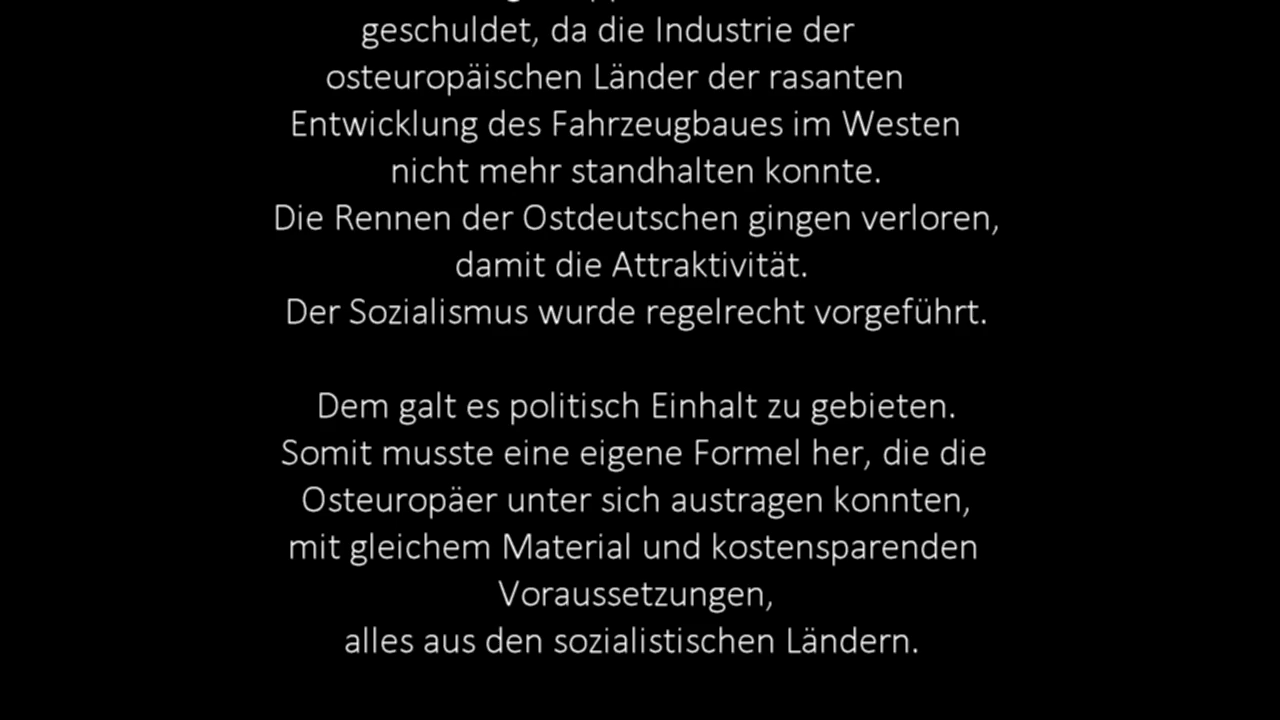 geschuldet, da die Industrie der
osteuropäischen Länder der rasanten
Entwicklung des Fahrzeugbaues im Westen
nicht mehr standhalten konnte.
Die Rennen der Ostdeutschen gingen verloren,
damit die Attraktivität.
Der Sozialismus wurde regelrecht vorgeführt.
Dem galt es politisch Einhalt zu gebieten.
Somit musste eine eigene Formel her, die die
Osteuropäer unter sich austragen konnten,
mit gleichem Material und kostensparenden
Voraussetzungen,
alles aus den sozialistischen Ländern.